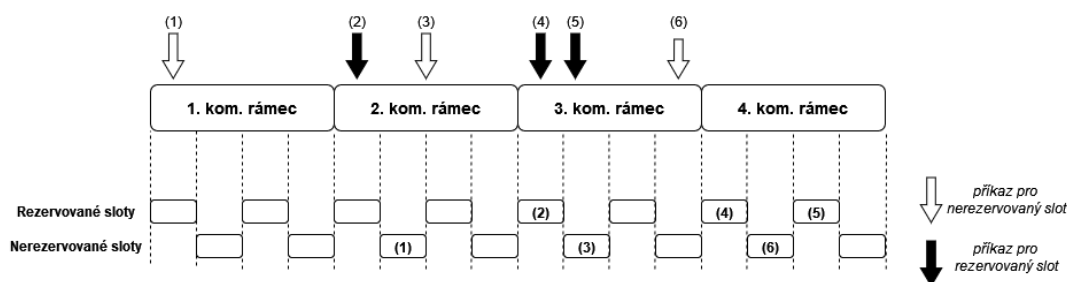 (1) (2) (3) (4) (5) (6)
1. kom. rámec 2. kom. rámec 3. kom. rámec 4. kom. rámec
příkaz pro
nerezervovaný slot
Rezervované sloty (2) (4) (5)
Nerezervované sloty (1) (3) (6)
příkaz pro
rezervovaný slot